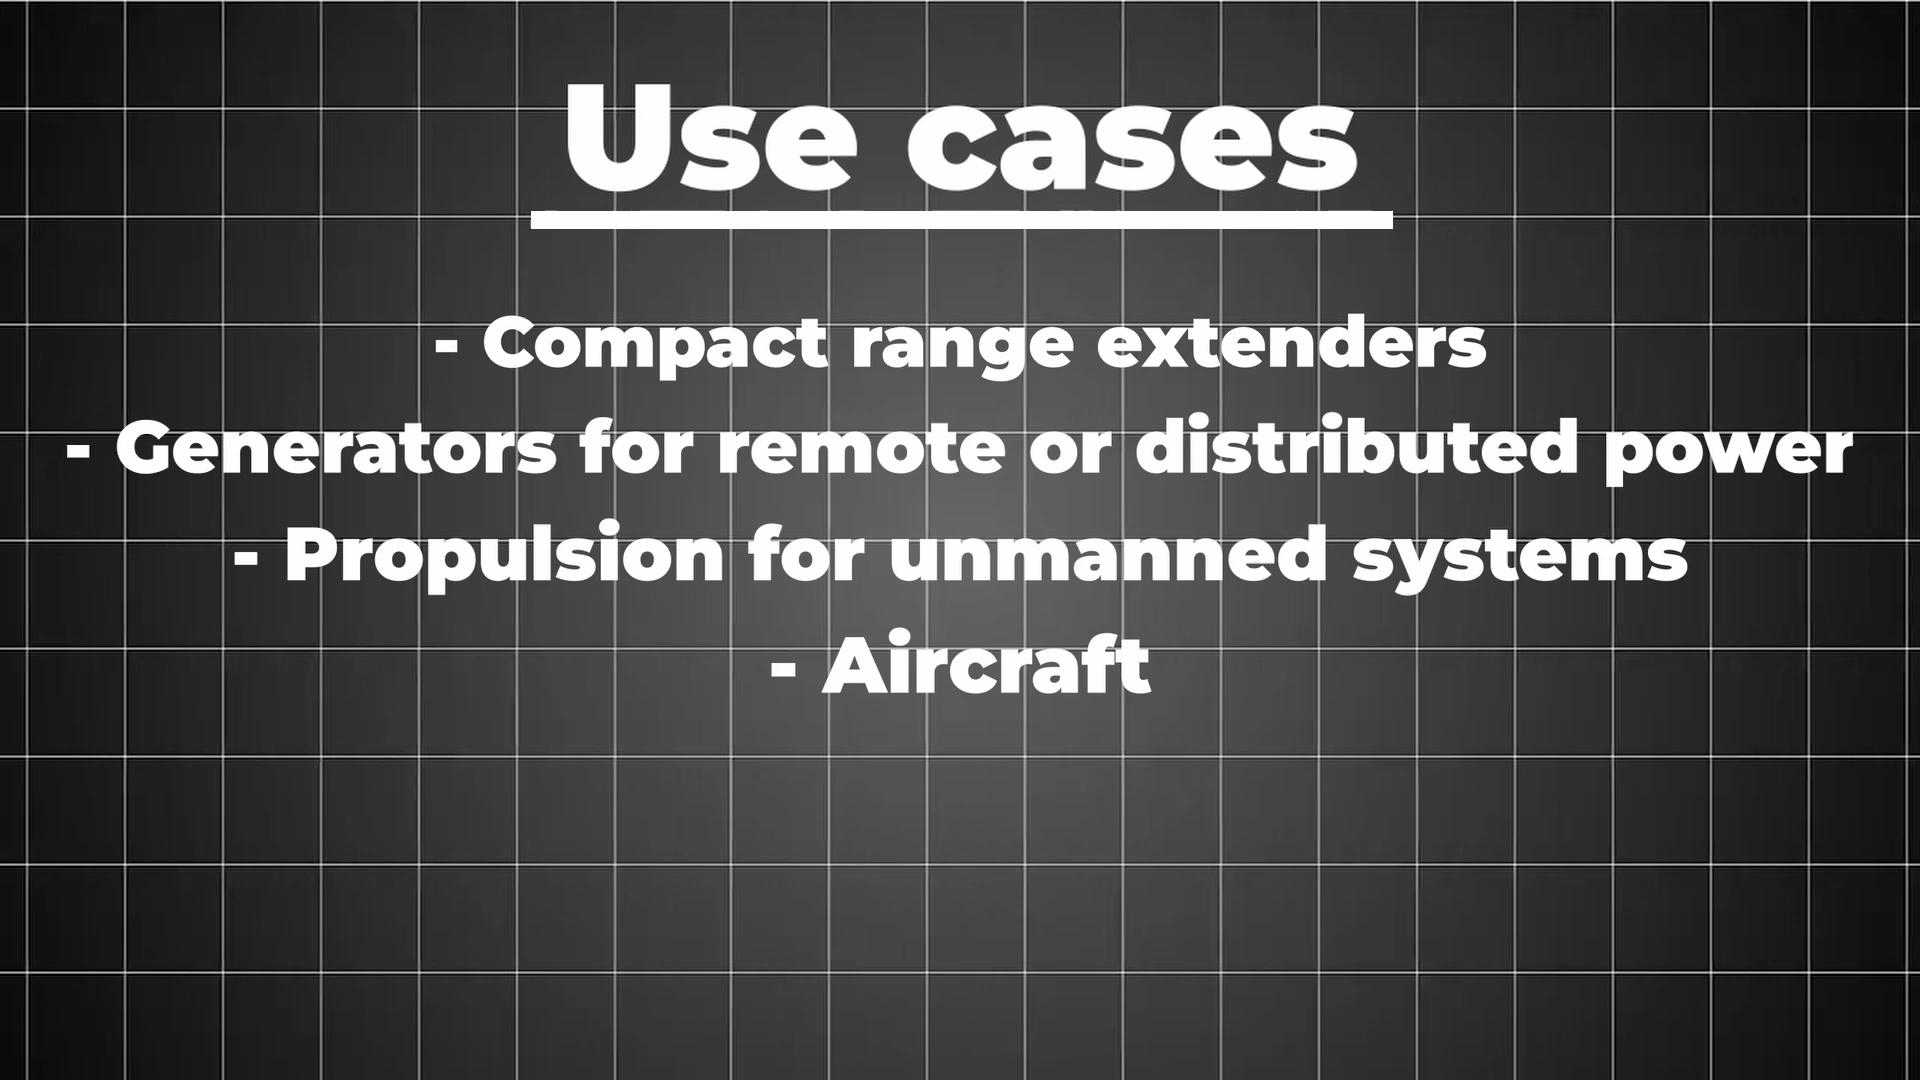 Use cases
- Compact range extenders
- Generators for remote or distributed power
- Propulsion for unmanned systems
- Aircraft